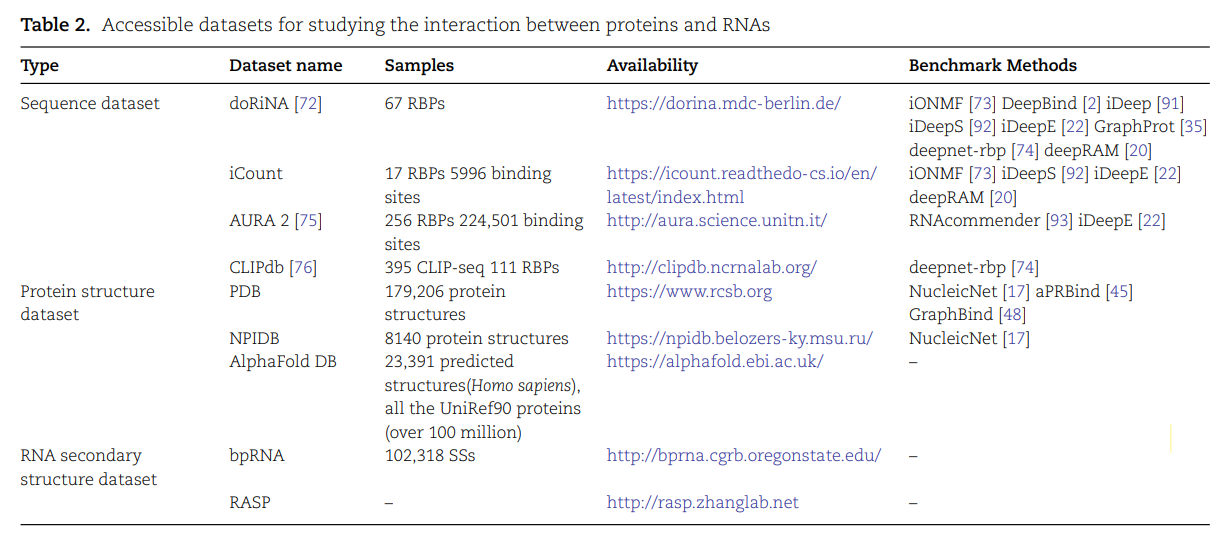 Table 2. Accessible datasets for studying the interaction between proteins and RNAs
Type Dataset name Samples Availability Benchmark Methods
Sequence dataset doRiNA [72] 67 RBPs https://dorina.mdc-berlin.de/ iONMF [73] DeepBind [2] iDeep [91]
iDeepS [92] iDeepE [22] GraphProt [35]
deepnet-rbp [74] deepRAM [20]
iCount 17 RBPs 5996 binding https://icount.readthedo-cs.io/en/ iONMF [73] iDeepS [92] iDeepE [22]
sites latest/index.html deepRAM [20]
AURA 2 [75] 256 RBPs 224,501 binding http://aura.science.unitn.it/ RNAcommender [93] iDeepE [22]
sites
CLIPdb [76] 395 CLIP-seq 111 RBPs http://clipdb.ncrnalab.org/ deepnet-rbp [74]
Protein structure PDB 179,206 protein https://www.rcsb.org NucleicNet [17] aPRBind [45]
dataset structures GraphBind [48]
NPIDB 8140 protein structures https://npidb.belozers-ky.msu.ru/ NucleicNet [17]
AlphaFold DB 23,391 predicted https://alphafold.ebi.ac.uk/ –
structures(Homo sapiens),
all the UniRef90 proteins
(over 100 million)
RNA secondary bpRNA 102,318 SSs http://bprna.cgrb.oregonstate.edu/ –
structure dataset
RASP – http://rasp.zhanglab.net –